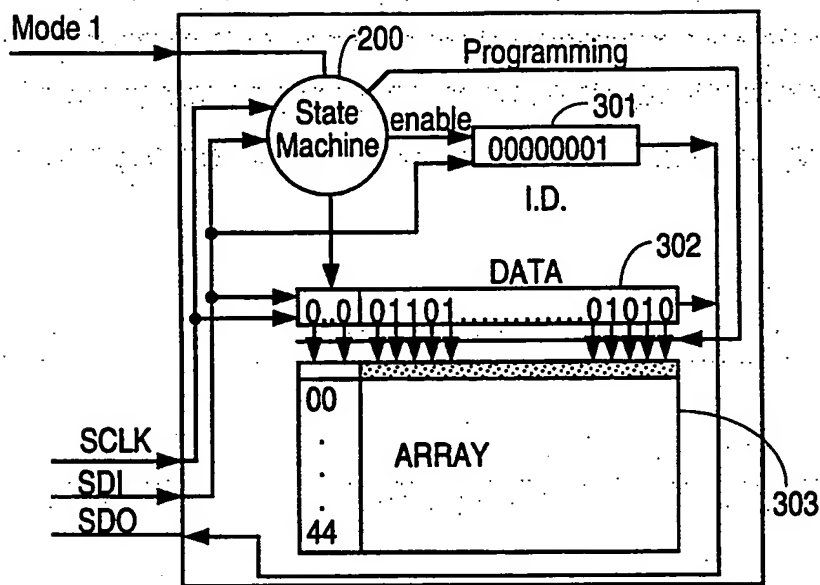 Mode 1
200
Programming
State
Machine
enable
301
00000001
I.D.
302
DATA
0..0 01101..............01010
00
.
.
.
44
ARRAY
303
SCLK
SDI
SDO